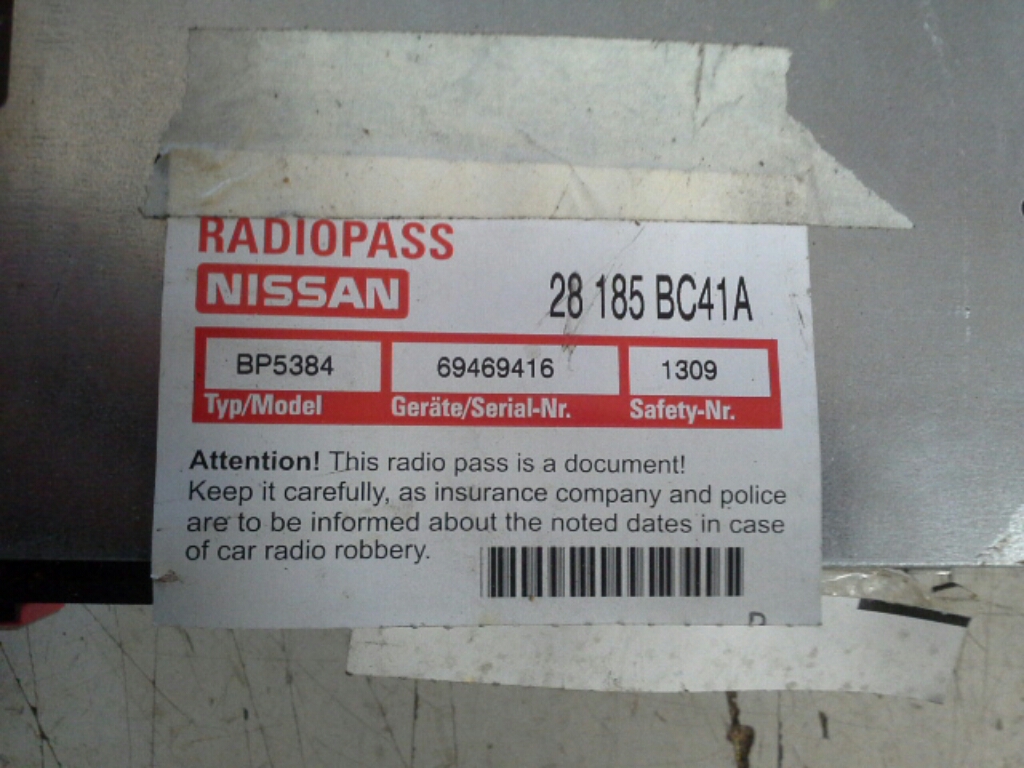 RADIOPASS
NISSAN 28 185 BC41A
BP5384 69469416 1309
Typ/Model Geräte/Serial-Nr. Safety-Nr.
Attention! This radio pass is a document!
Keep it carefully, as insurance company and police
are to be informed about the noted dates in case
of car radio robbery.